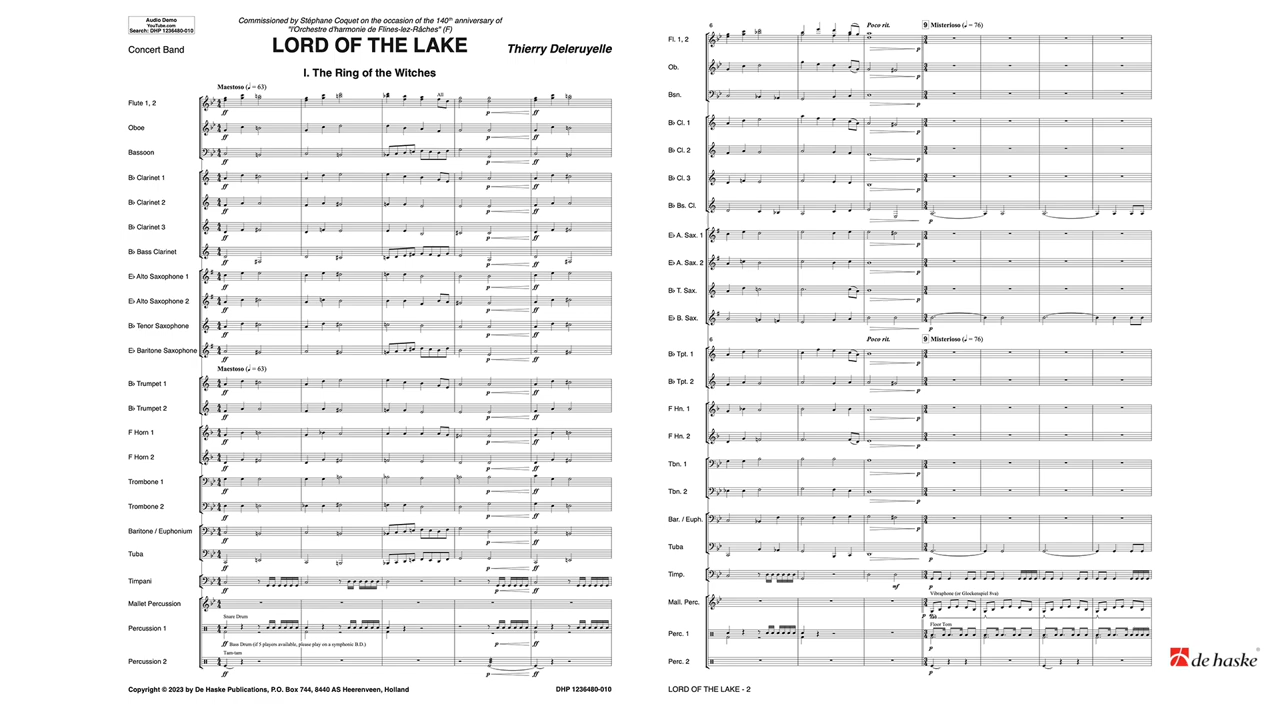 Audio Demo
YouTube.com
Search: DHP 1236480-010
Commissioned by Stéphane Coquet on the occasion of the 140th anniversary of
"l'Orchestre d'harmonie de Flines-lez-Râches" (F)
Concert Band
LORD OF THE LAKE
Thierry Deleruyelle
I. The Ring of the Witches
Maestoso (♩ = 63)
Flute 1, 2
All
Oboe
Bassoon
B♭ Clarinet 1
B♭ Clarinet 2
B♭ Clarinet 3
B♭ Bass Clarinet
E♭ Alto Saxophone 1
E♭ Alto Saxophone 2
B♭ Tenor Saxophone
E♭ Baritone Saxophone
Maestoso (♩ = 63)
B♭ Trumpet 1
B♭ Trumpet 2
F Horn 1
F Horn 2
Trombone 1
Trombone 2
Baritone / Euphonium
Tuba
Timpani
Mallet Percussion
Snare Drum
Percussion 1
ff Bass Drum (if 5 players available, please play on a symphonic B.D.)
Tam-tam
Percussion 2
Copyright © 2023 by De Haske Publications, P.O. Box 744, 8440 AS Heerenveen, Holland
DHP 1236480-010
6
Poco rit.
9 Misterioso (♩ = 76)
Fl. 1, 2
Ob.
Bsn.
B♭ Cl. 1
B♭ Cl. 2
B♭ Cl. 3
B♭ Bs. Cl.
E♭ A. Sax. 1
E♭ A. Sax. 2
B♭ T. Sax.
E♭ B. Sax.
6
Poco rit.
9 Misterioso (♩ = 76)
B♭ Tpt. 1
B♭ Tpt. 2
F Hn. 1
F Hn. 2
Tbn. 1
Tbn. 2
Bar. / Euph.
Tuba
Timp.
mf
Vibraphone (or Glockenspiel 8va)
Mall. Perc.
Floor Tom
Perc. 1
Perc. 2
LORD OF THE LAKE - 2
de haske®